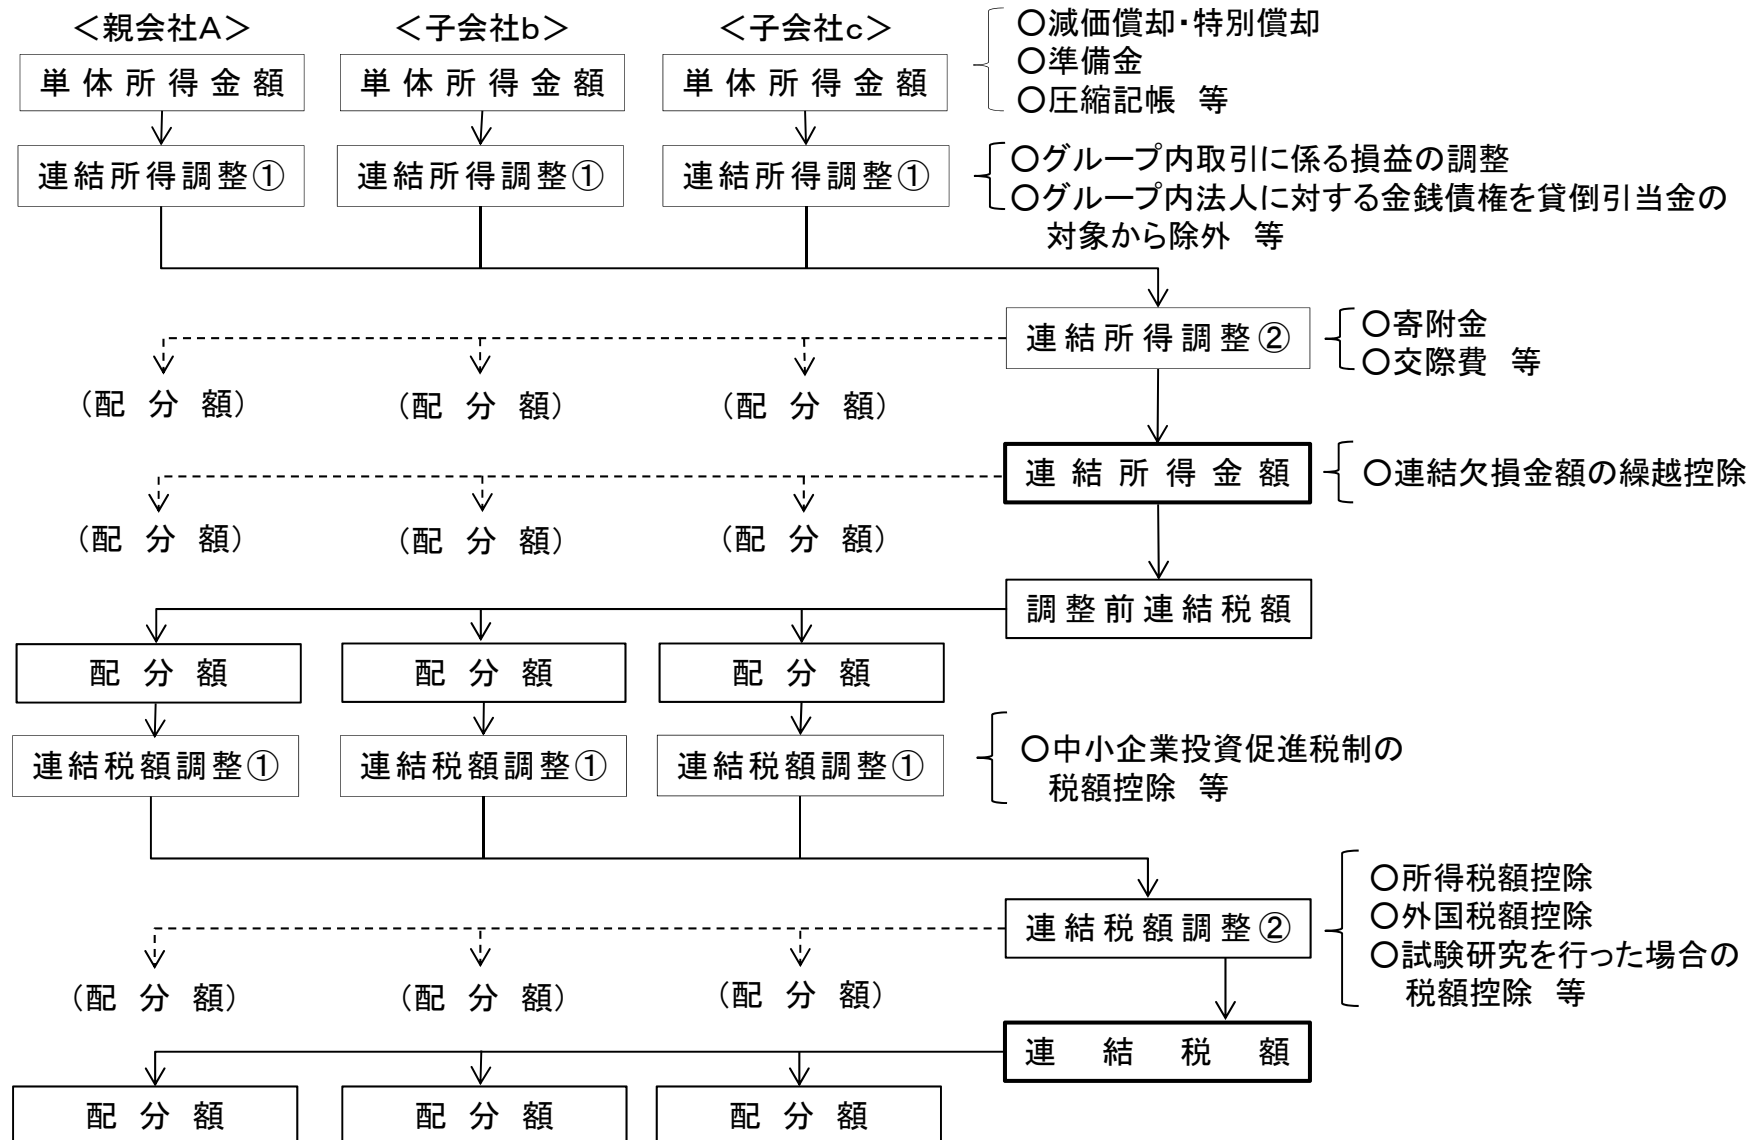 ＜親会社A＞　＜子会社b＞　＜子会社c＞
単体所得金額　単体所得金額　単体所得金額
○減価償却・特別償却
○準備金
○圧縮記帳　等
連結所得調整①　連結所得調整①　連結所得調整①
○グループ内取引に係る損益の調整
○グループ内法人に対する金銭債権を貸倒引当金の
対象から除外　等
連結所得調整②
○寄附金
○交際費　等
（配　分　額）　（配　分　額）　（配　分　額）
連結所得金額
○連結欠損金額の繰越控除
（配　分　額）　（配　分　額）　（配　分　額）
調整前連結税額
配　分　額　配　分　額　配　分　額
連結税額調整①　連結税額調整①　連結税額調整①
○中小企業投資促進税制の
税額控除　等
連結税額調整②
○所得税額控除
○外国税額控除
○試験研究を行った場合の
税額控除　等
（配　分　額）　（配　分　額）　（配　分　額）
連　結　税　額
配　分　額　配　分　額　配　分　額